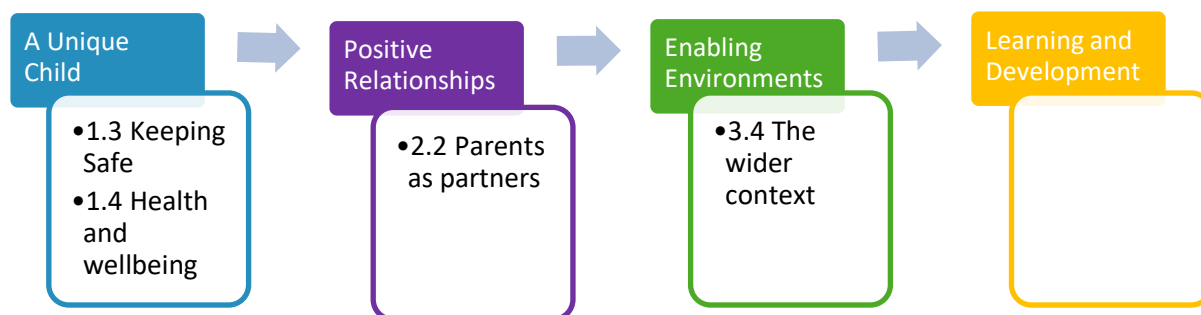 A Unique
Child
•1.3 Keeping
Safe
•1.4 Health
and
wellbeing
Positive
Relationships
•2.2 Parents
as partners
Enabling
Environments
•3.4 The
wider
context
Learning and
Development